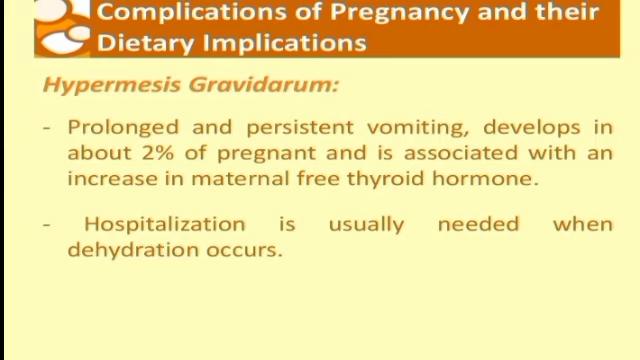 Complications of Pregnancy and their
Dietary Implications
Hypermesis Gravidarum:
- Prolonged and persistent vomiting, develops in
about 2% of pregnant and is associated with an
increase in maternal free thyroid hormone.
- Hospitalization is usually needed when
dehydration occurs.